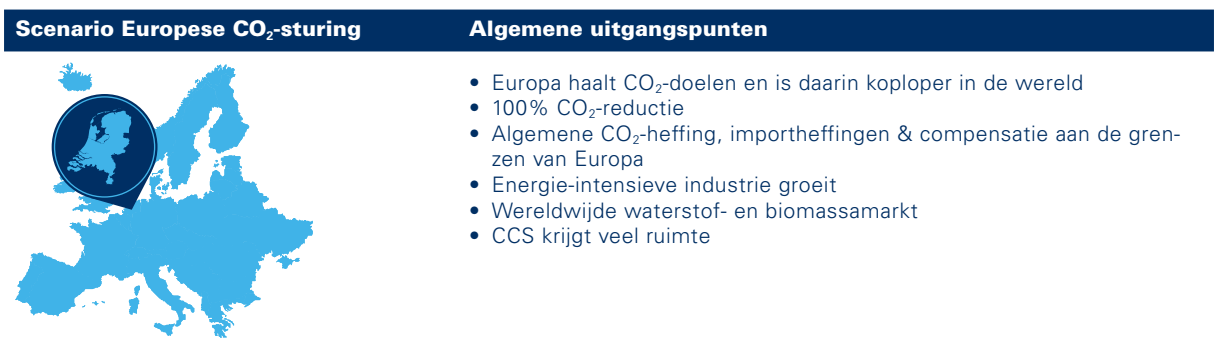 Scenario Europese CO₂-sturing
Algemene uitgangspunten
• Europa haalt CO₂-doelen en is daarin koploper in de wereld
• 100% CO₂-reductie
• Algemene CO₂-heffing, importheffingen & compensatie aan de gren-
zen van Europa
• Energie-intensieve industrie groeit
• Wereldwijde waterstof- en biomassamarkt
• CCS krijgt veel ruimte